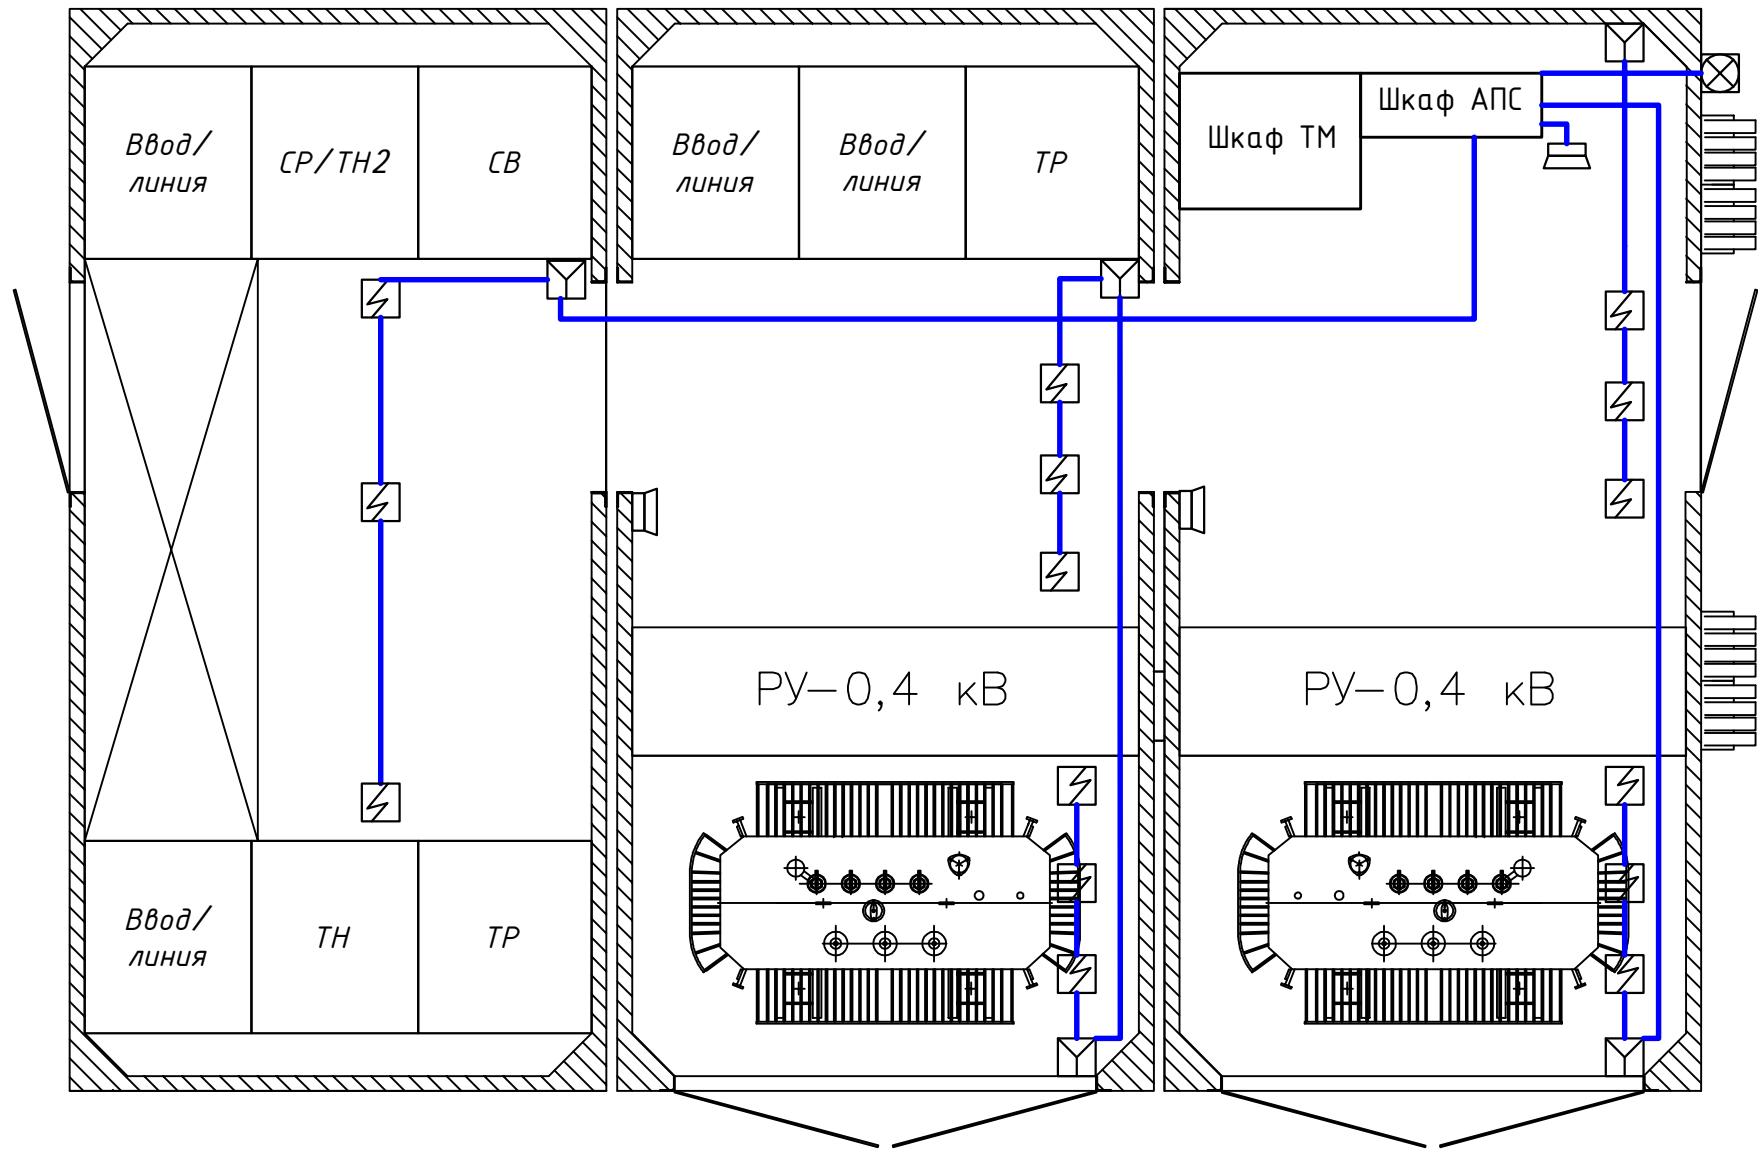 Ввод/
линия
СР/ТН2
СВ
Ввод/
линия
Ввод/
линия
ТР
Шкаф ТМ
Шкаф АПС
РУ-0,4 кВ
РУ-0,4 кВ
Ввод/
линия
ТН
ТР